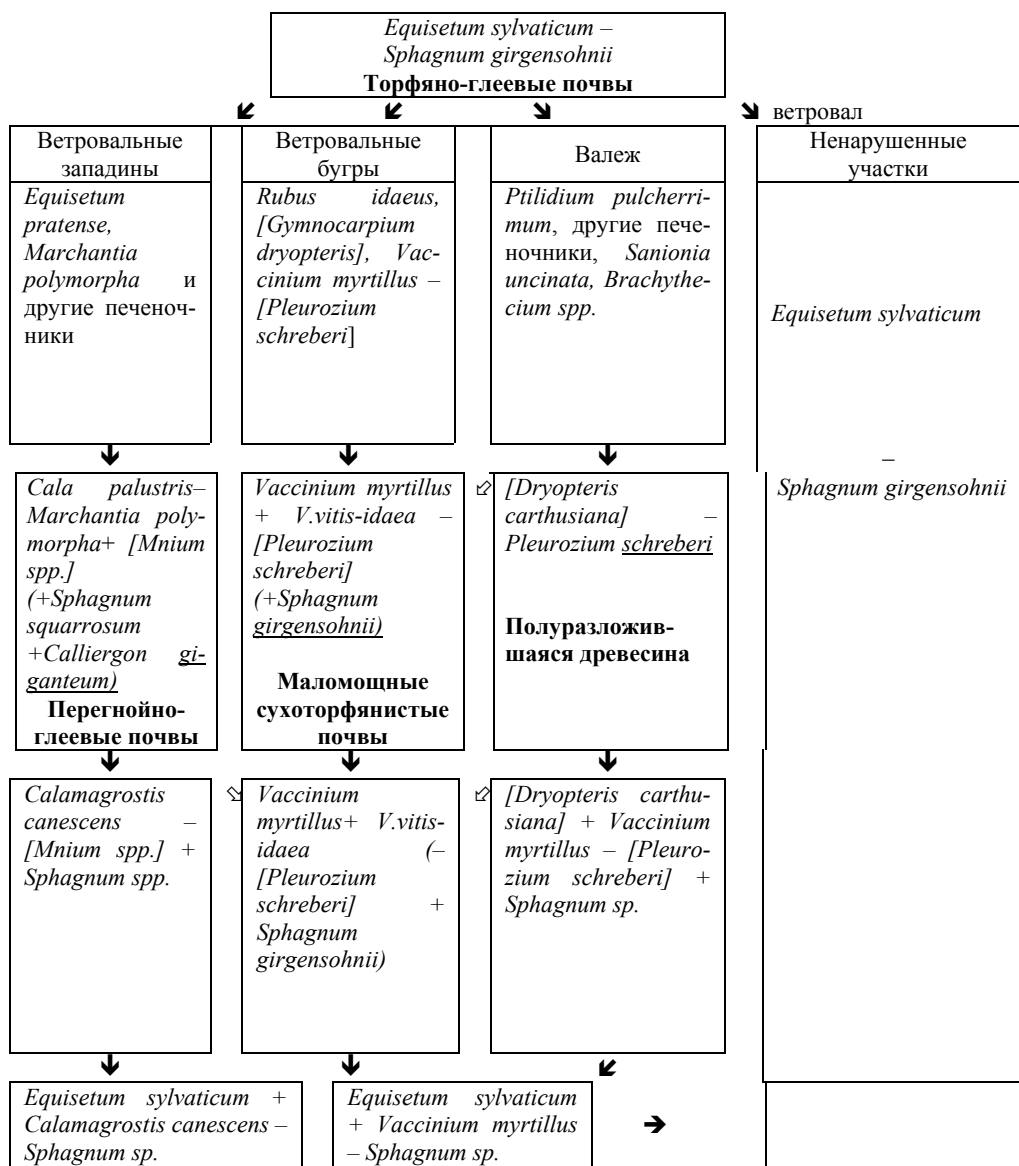 Equisetum sylvaticum –
Sphagnum girgensohnii
Торфяно-глеевые почвы
ветровал
Ветровальные
западины
Ветровальные
бугры
Валеж
Ненарушенные
участки
Equisetum
pratense,
Marchantia
polymorpha и
другие печеноч-
ники
Rubus idaeus,
[Gymnocarpium
dryopteris], Vac-
cinium myrtillus –
[Pleurozium
schreberi]
Ptilidium pulcherri-
mum, другие пече-
ночники, Sanionia
uncinata, Brachythe-
cium spp.
Equisetum sylvaticum
–
Sphagnum girgensohnii
Cala palustris–
Marchantia poly-
morpha+ [Mnium
spp.]
(+Sphagnum
squarrosum
+Calliergon gi-
ganteum)
Перегнойно-
глеевые почвы
Vaccinium myrtillus
+ V.vitis-idaea –
[Pleurozium
schreberi]
(+Sphagnum
girgensohnii)
Маломощные
сухоторфянистые
почвы
[Dryopteris
carthusiana] –
Pleurozium schreberi
Полуразложив-
шаяся древесина
Calamagrostis
canescens –
[Mnium spp.] +
Sphagnum spp.
Vaccinium
myrtillus+ V.vitis-
idaea (–
[Pleurozium
schreberi] +
Sphagnum
girgensohnii)
[Dryopteris carthu-
siana] + Vaccinium
myrtillus – [Pleuro-
zium schreberi] +
Sphagnum sp.
Equisetum sylvaticum +
Calamagrostis canescens –
Sphagnum sp.
Equisetum sylvaticum
+ Vaccinium myrtillus
– Sphagnum sp.